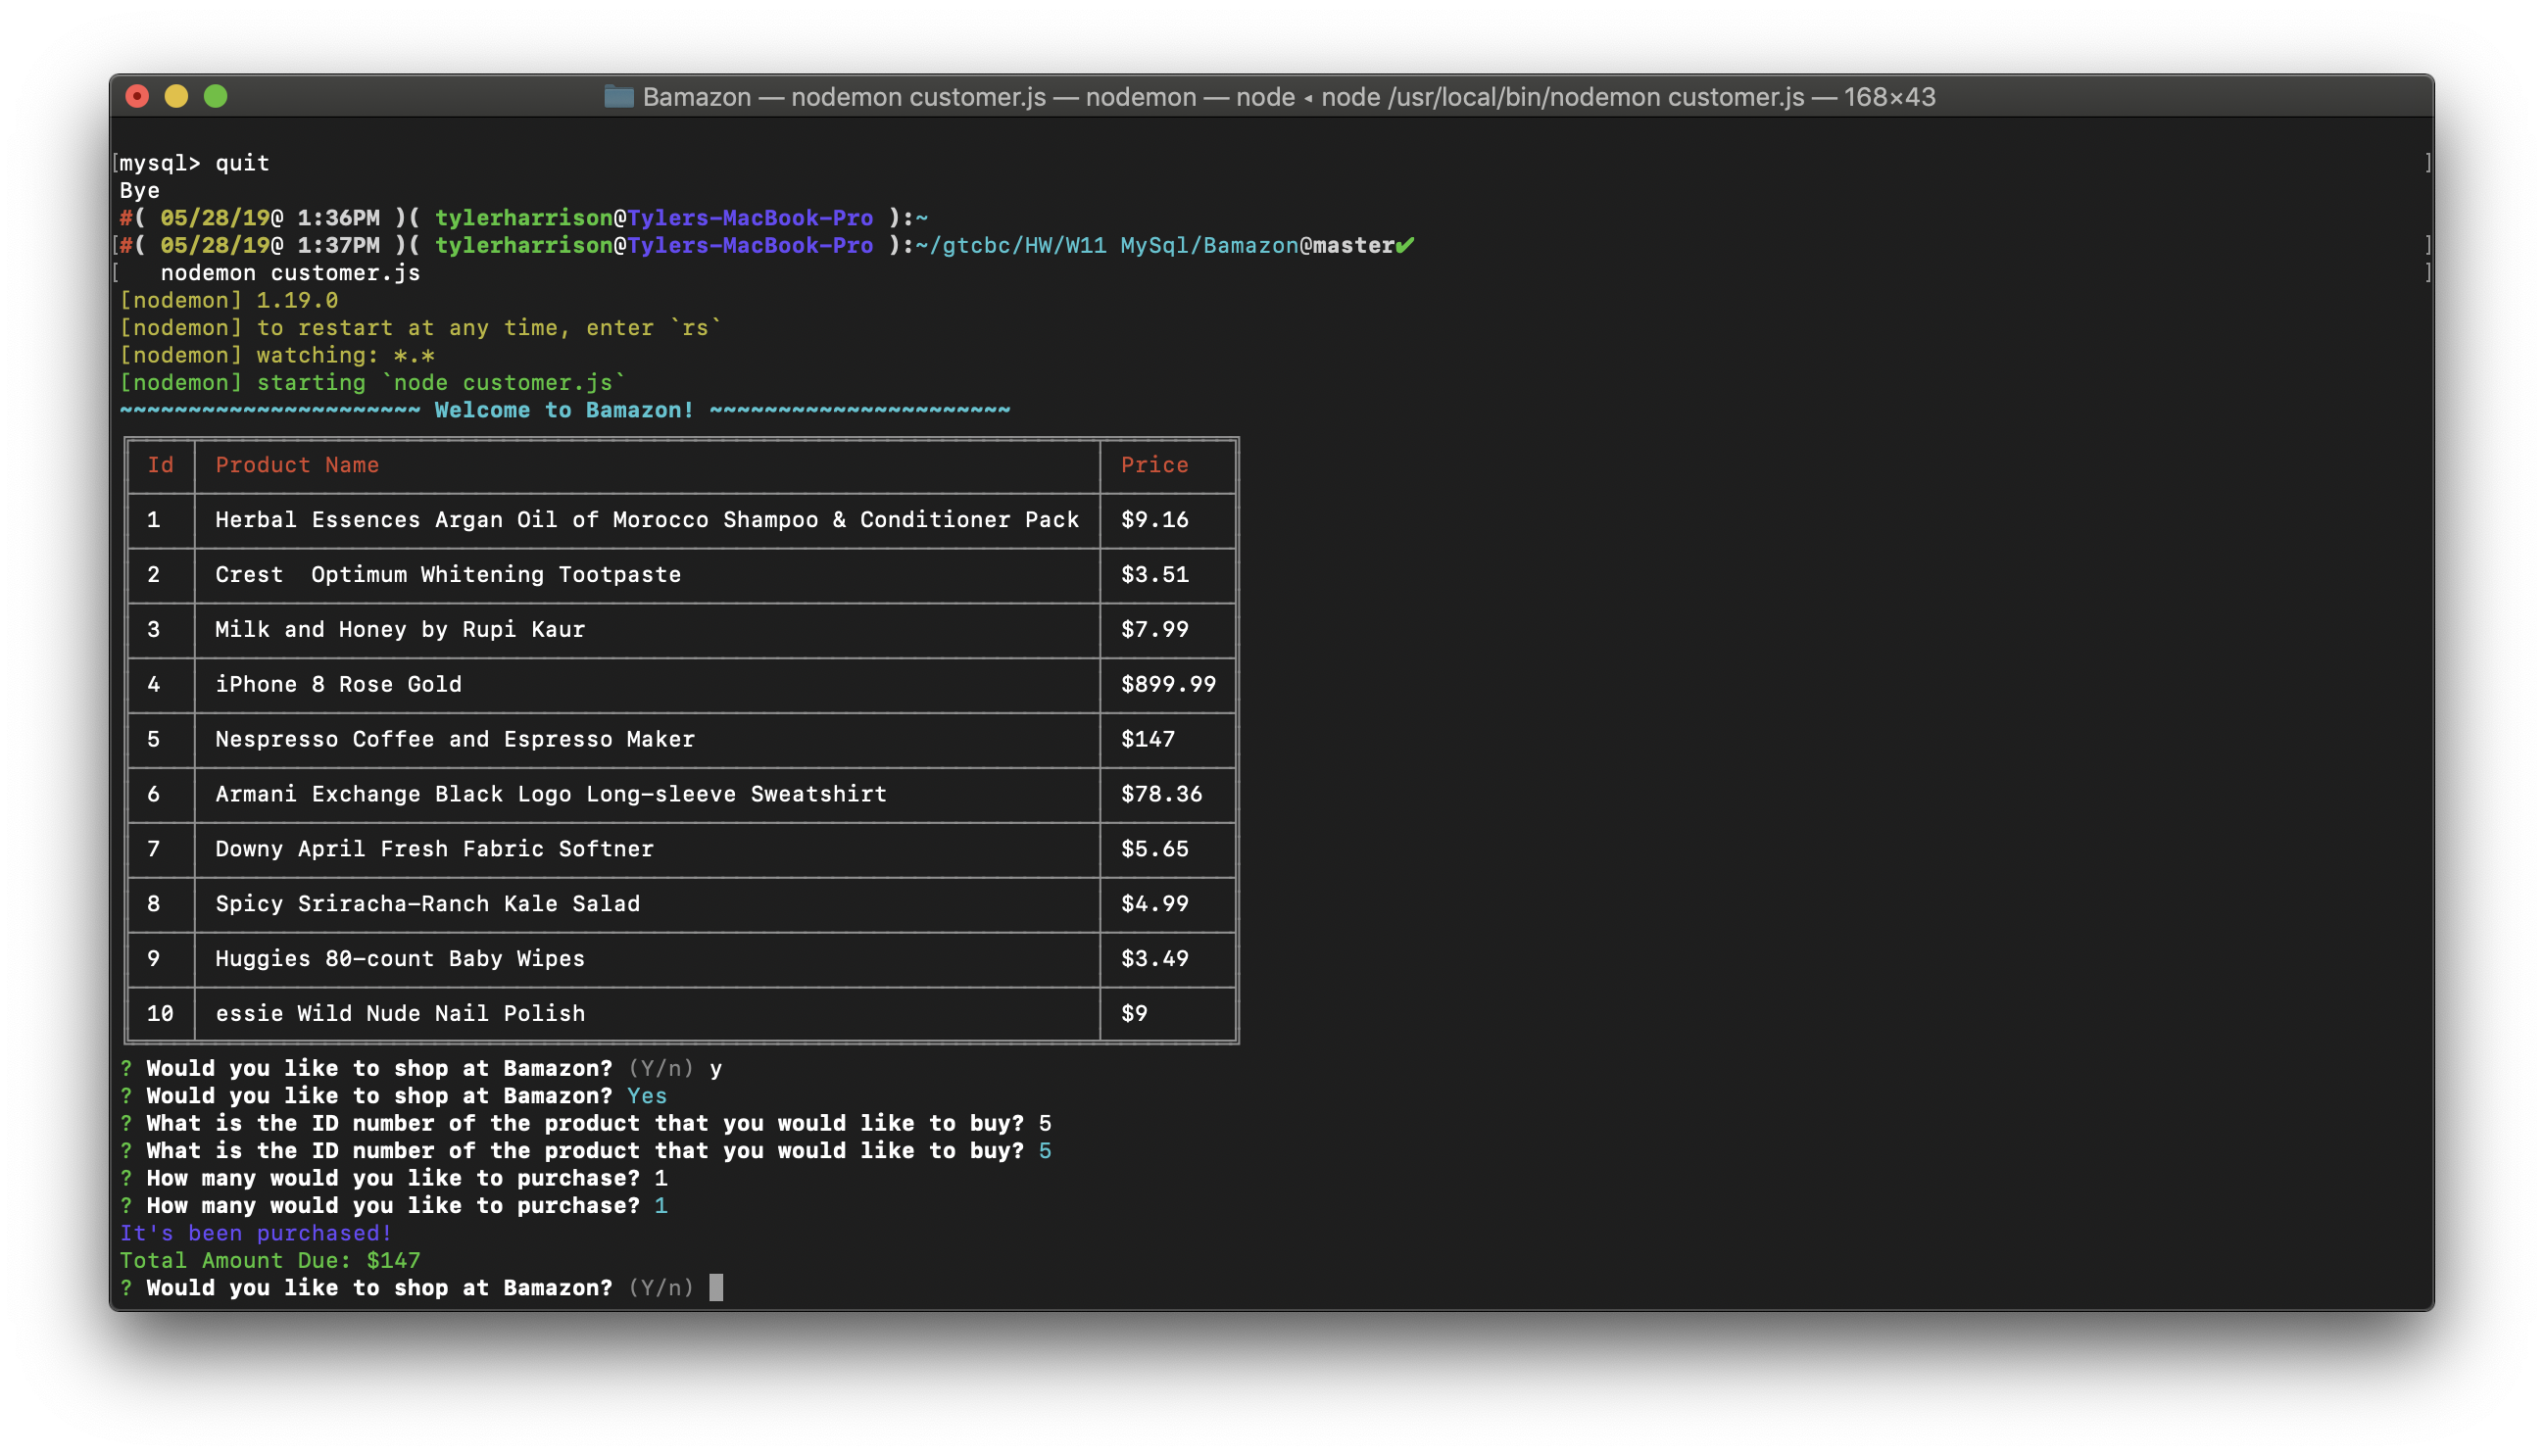 Bamazon — nodemon customer.js — nodemon — node ◂ node /usr/local/bin/nodemon customer.js — 168×43
[mysql> quit ]
Bye
#( 05/28/19@ 1:36PM )( tylerharrison@Tylers-MacBook-Pro ):~
[#( 05/28/19@ 1:37PM )( tylerharrison@Tylers-MacBook-Pro ):~/gtcbc/HW/W11 MySql/Bamazon@master✔ ]
[   nodemon customer.js ]
[nodemon] 1.19.0
[nodemon] to restart at any time, enter `rs`
[nodemon] watching: *.*
[nodemon] starting `node customer.js`
~~~~~~~~~~~~~~~~~~~~~~ Welcome to Bamazon! ~~~~~~~~~~~~~~~~~~~~~~
Id Product Name Price
1 Herbal Essences Argan Oil of Morocco Shampoo & Conditioner Pack $9.16
2 Crest  Optimum Whitening Tootpaste $3.51
3 Milk and Honey by Rupi Kaur $7.99
4 iPhone 8 Rose Gold $899.99
5 Nespresso Coffee and Espresso Maker $147
6 Armani Exchange Black Logo Long-sleeve Sweatshirt $78.36
7 Downy April Fresh Fabric Softner $5.65
8 Spicy Sriracha-Ranch Kale Salad $4.99
9 Huggies 80-count Baby Wipes $3.49
10 essie Wild Nude Nail Polish $9
? Would you like to shop at Bamazon? (Y/n) y
? Would you like to shop at Bamazon? Yes
? What is the ID number of the product that you would like to buy? 5
? What is the ID number of the product that you would like to buy? 5
? How many would you like to purchase? 1
? How many would you like to purchase? 1
It's been purchased!
Total Amount Due: $147
? Would you like to shop at Bamazon? (Y/n)